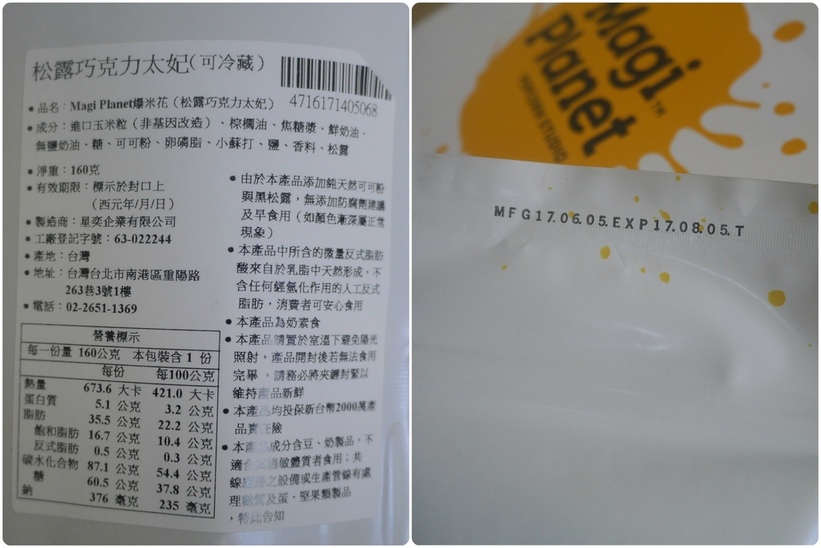 松露巧克力太妃(可冷藏)
4716171405068
• 品名：Magi Planet爆米花（松露巧克力太妃）
• 成分：進口玉米粒（非基因改造）、棕櫚油、焦糖漿、鮮奶油、
無鹽奶油、糖、可可粉、卵磷脂、小蘇打、鹽、香料、松露
• 淨重：160克
• 有效期限：標示於封口上
（西元年/月/日）
• 製造商：星奕企業有限公司
• 工廠登記字號：63-022244
• 產地：台灣
• 地址：台灣台北市南港區重陽路
263巷3號1樓
• 電話：02-2651-1369
營養標示
每一份量 160公克 本包裝含 1 份
每份 每100公克
熱量 673.6 大卡 421.0 大卡
蛋白質 5.1 公克 3.2 公克
脂肪 35.5 公克 22.2 公克
飽和脂肪 16.7 公克 10.4 公克
反式脂肪 0.5 公克 0.3 公克
碳水化合物 87.1 公克 54.4 公克
糖 60.5 公克 37.8 公克
鈉 376 毫克 235 毫克
• 由於本產品添加純天然可可粉
與黑松露，無添加防腐劑建議
及早食用（如顏色漸深屬正常
現象）
• 本產品中所含的微量反式脂肪
酸來自於乳脂中天然形成，不
含任何經氫化作用的人工反式
脂肪，消費者可安心食用
• 本產品為奶素食
• 本產品請置於室溫下避免陽光
照射，產品開封後若無法食用
完畢，請務必將夾鏈封緊以
維持產品新鮮
• 本產品均投保新台幣2000萬產
品責任險
• 本產品成分含豆、奶製品，不
適合 過敏體質者食用；共
線 之設備或生產管線有處
理 及蛋、堅果類製品
，特此告知
Magi
Planet™
POPCORN STUDIO
MFG17.06.05.EXP17.08.05.T